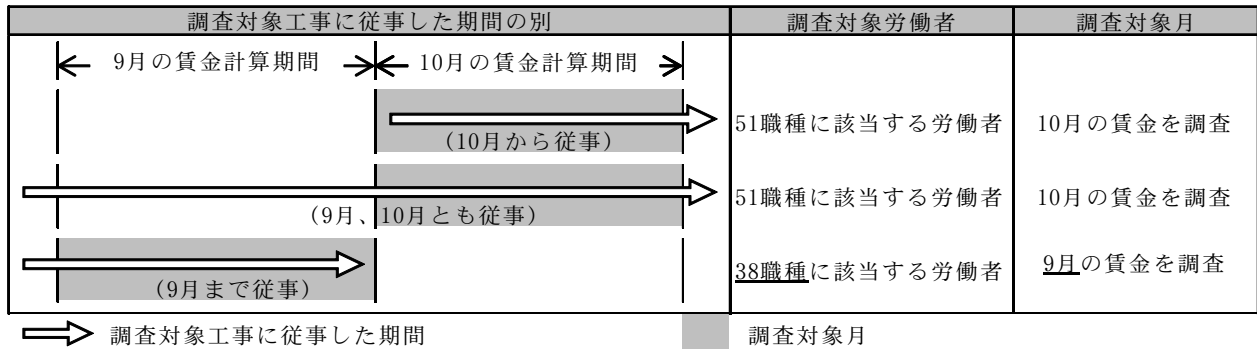 調査対象工事に従事した期間の別 調査対象労働者 調査対象月
9月の賃金計算期間 10月の賃金計算期間
(10月から従事) 51職種に該当する労働者 10月の賃金を調査
(9月、10月とも従事) 51職種に該当する労働者 10月の賃金を調査
(9月まで従事) 38職種に該当する労働者 9月の賃金を調査
調査対象工事に従事した期間 調査対象月